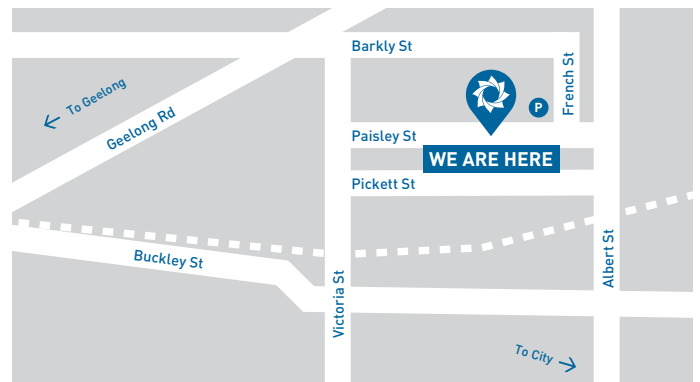 Barkly St
French St
To Geelong
P
Geelong Rd
Paisley St
WE ARE HERE
Pickett St
Buckley St
Albert St
Victoria St
To City